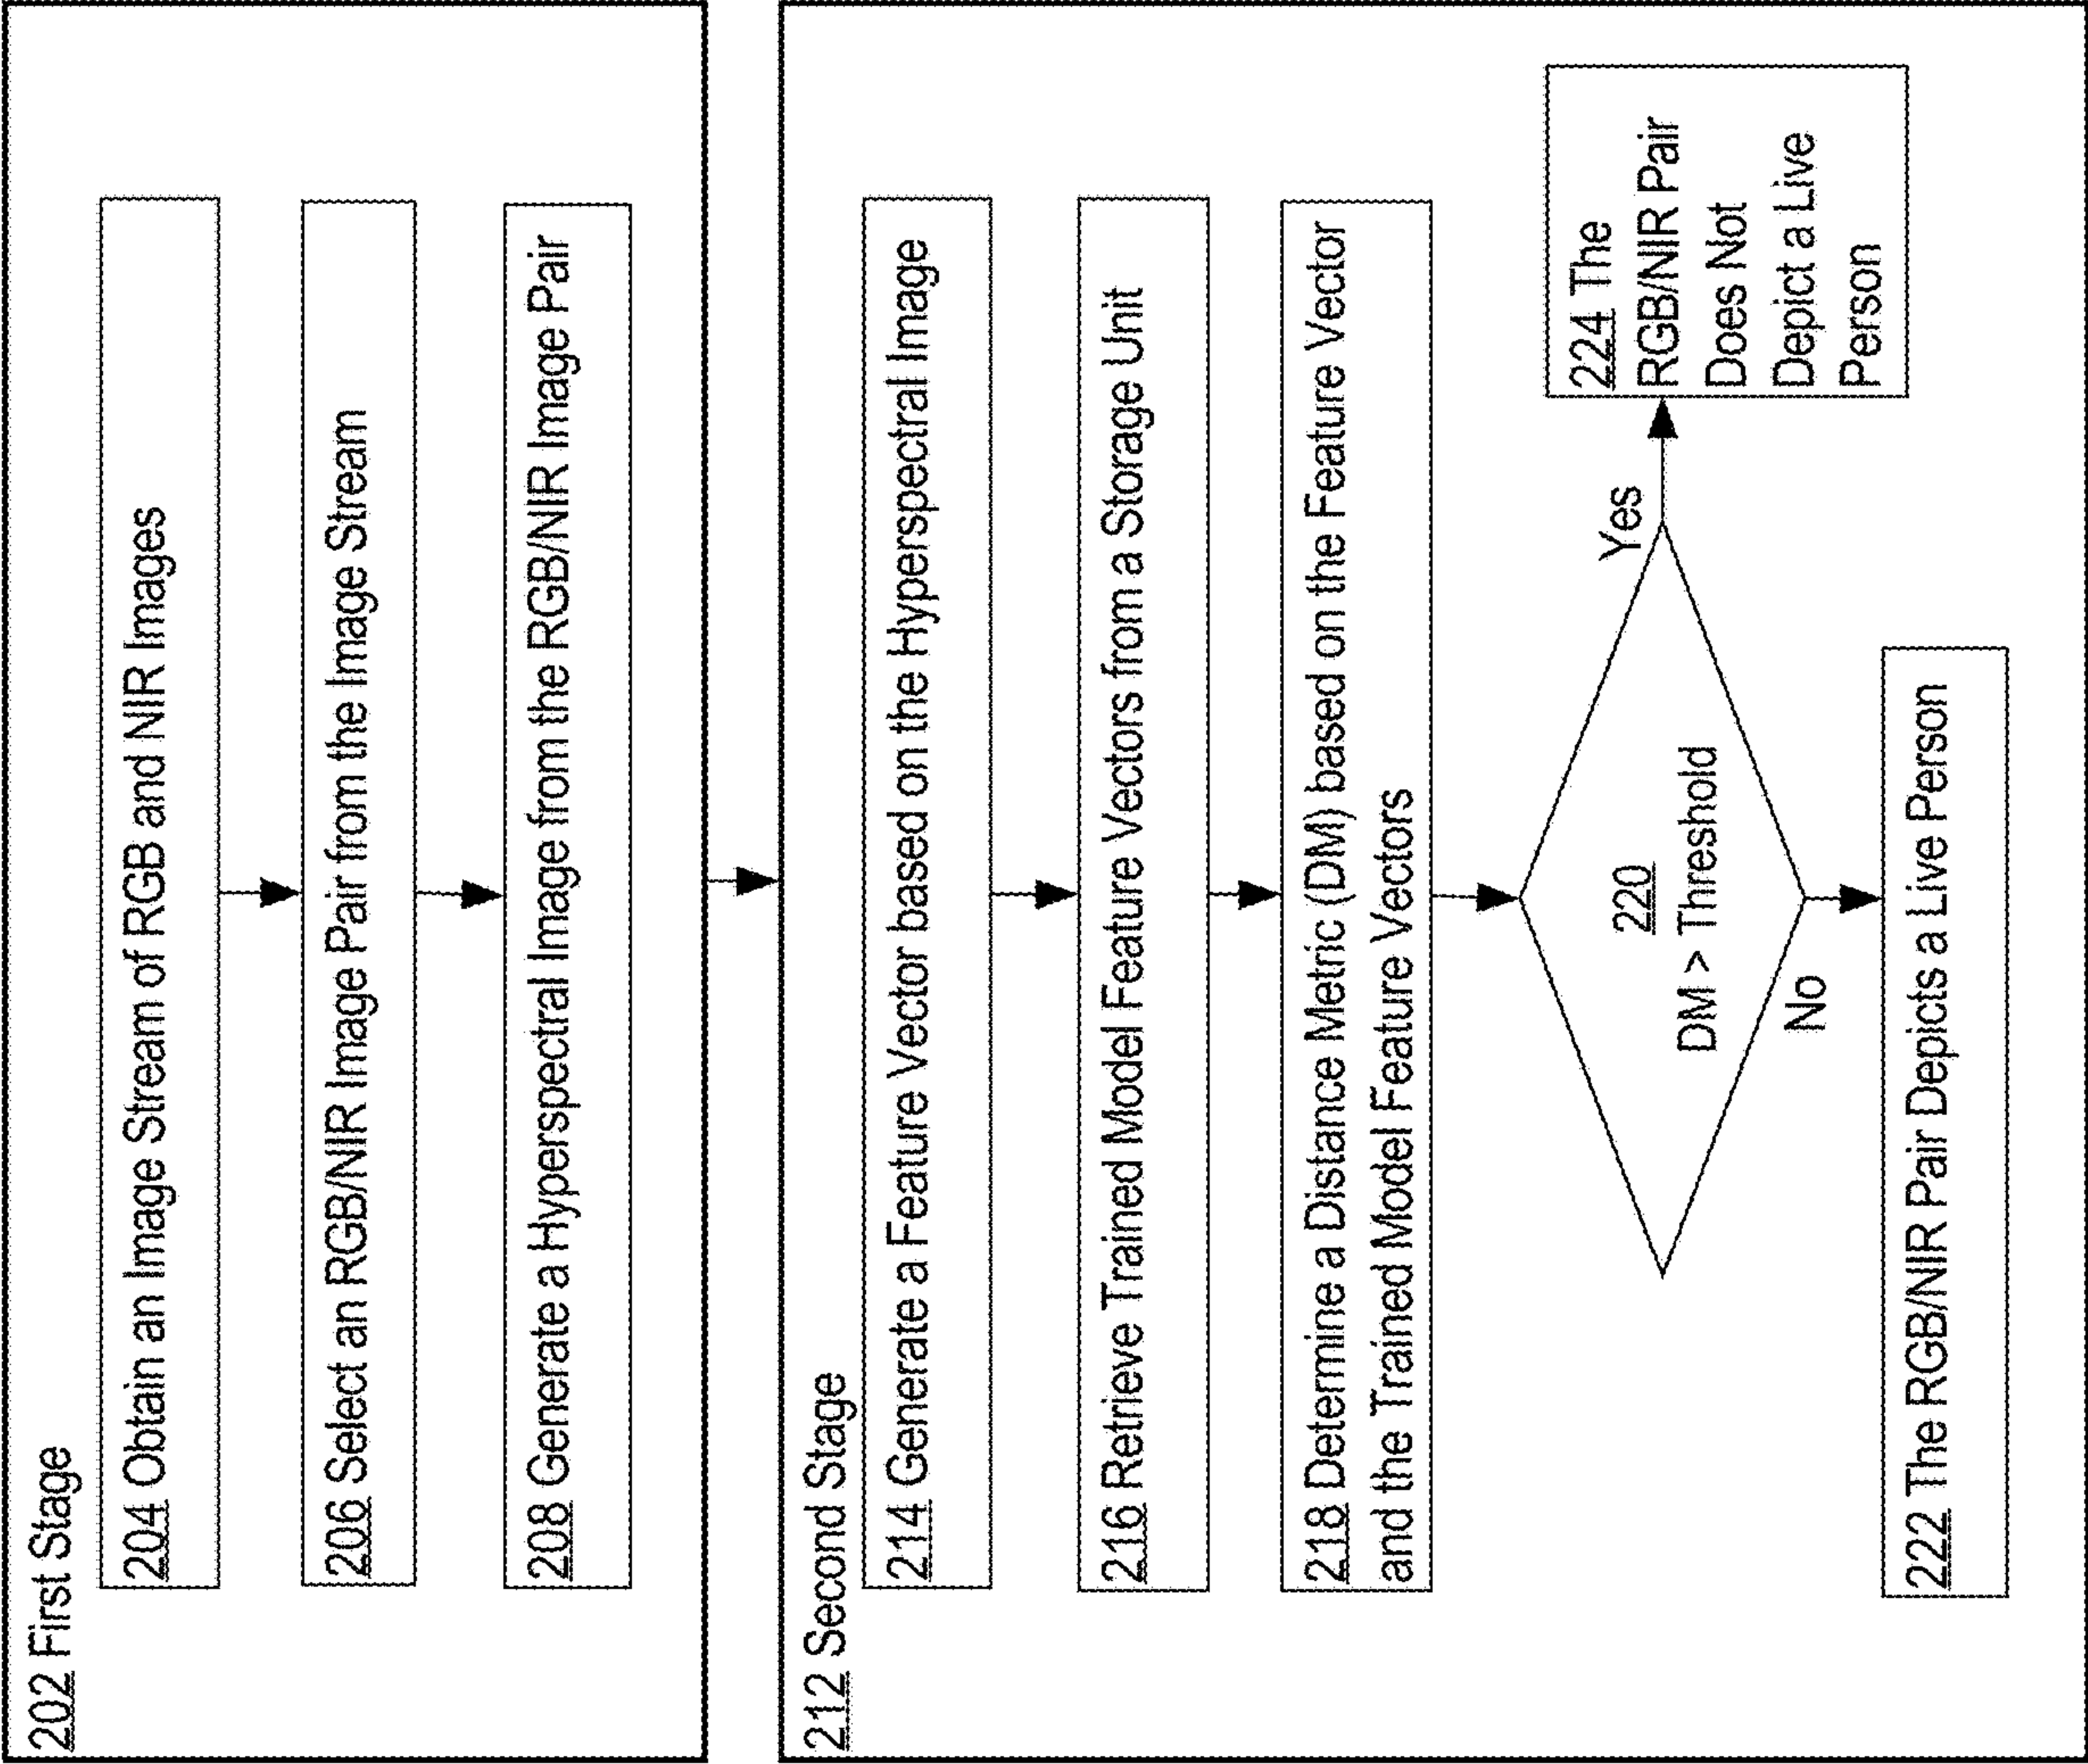 202 First Stage
204 Obtain an Image Stream of RGB and NIR Images
206 Select an RGB/NIR Image Pair from the Image Stream
208 Generate a Hyperspectral Image from the RGB/NIR Image Pair
212 Second Stage
214 Generate a Feature Vector based on the Hyperspectral Image
216 Retrieve Trained Model Feature Vectors from a Storage Unit
218 Determine a Distance Metric (DM) based on the Feature Vector
and the Trained Model Feature Vectors
220
DM > Threshold
Yes
224 The
RGB/NIR Pair
Does Not
Depict a Live
Person
No
222 The RGB/NIR Pair Depicts a Live Person